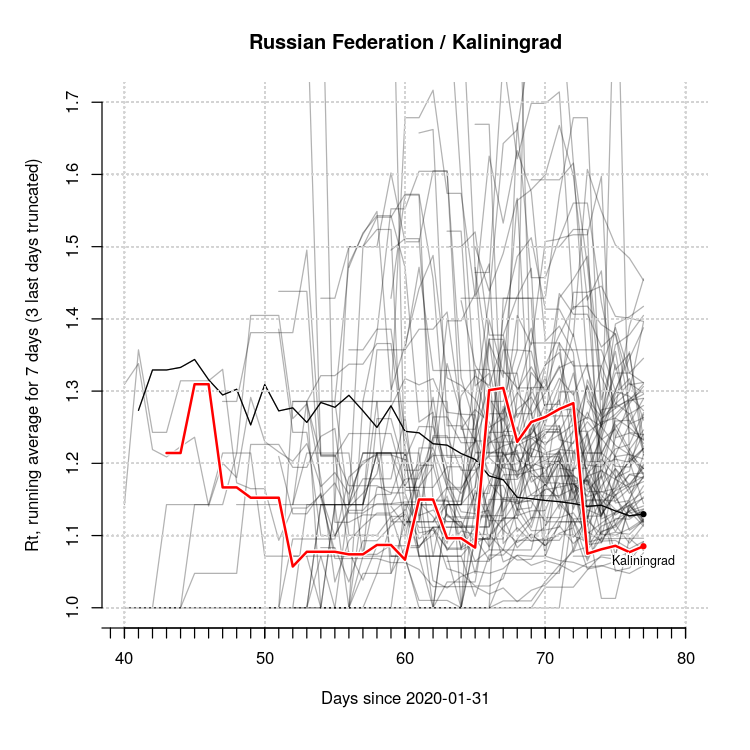 Russian Federation / Kaliningrad
Rt, running average for 7 days (3 last days truncated)
1.7
1.6
1.5
1.4
1.3
1.2
1.1
1.0
Kaliningrad
40 50 60 70 80
Days since 2020-01-31